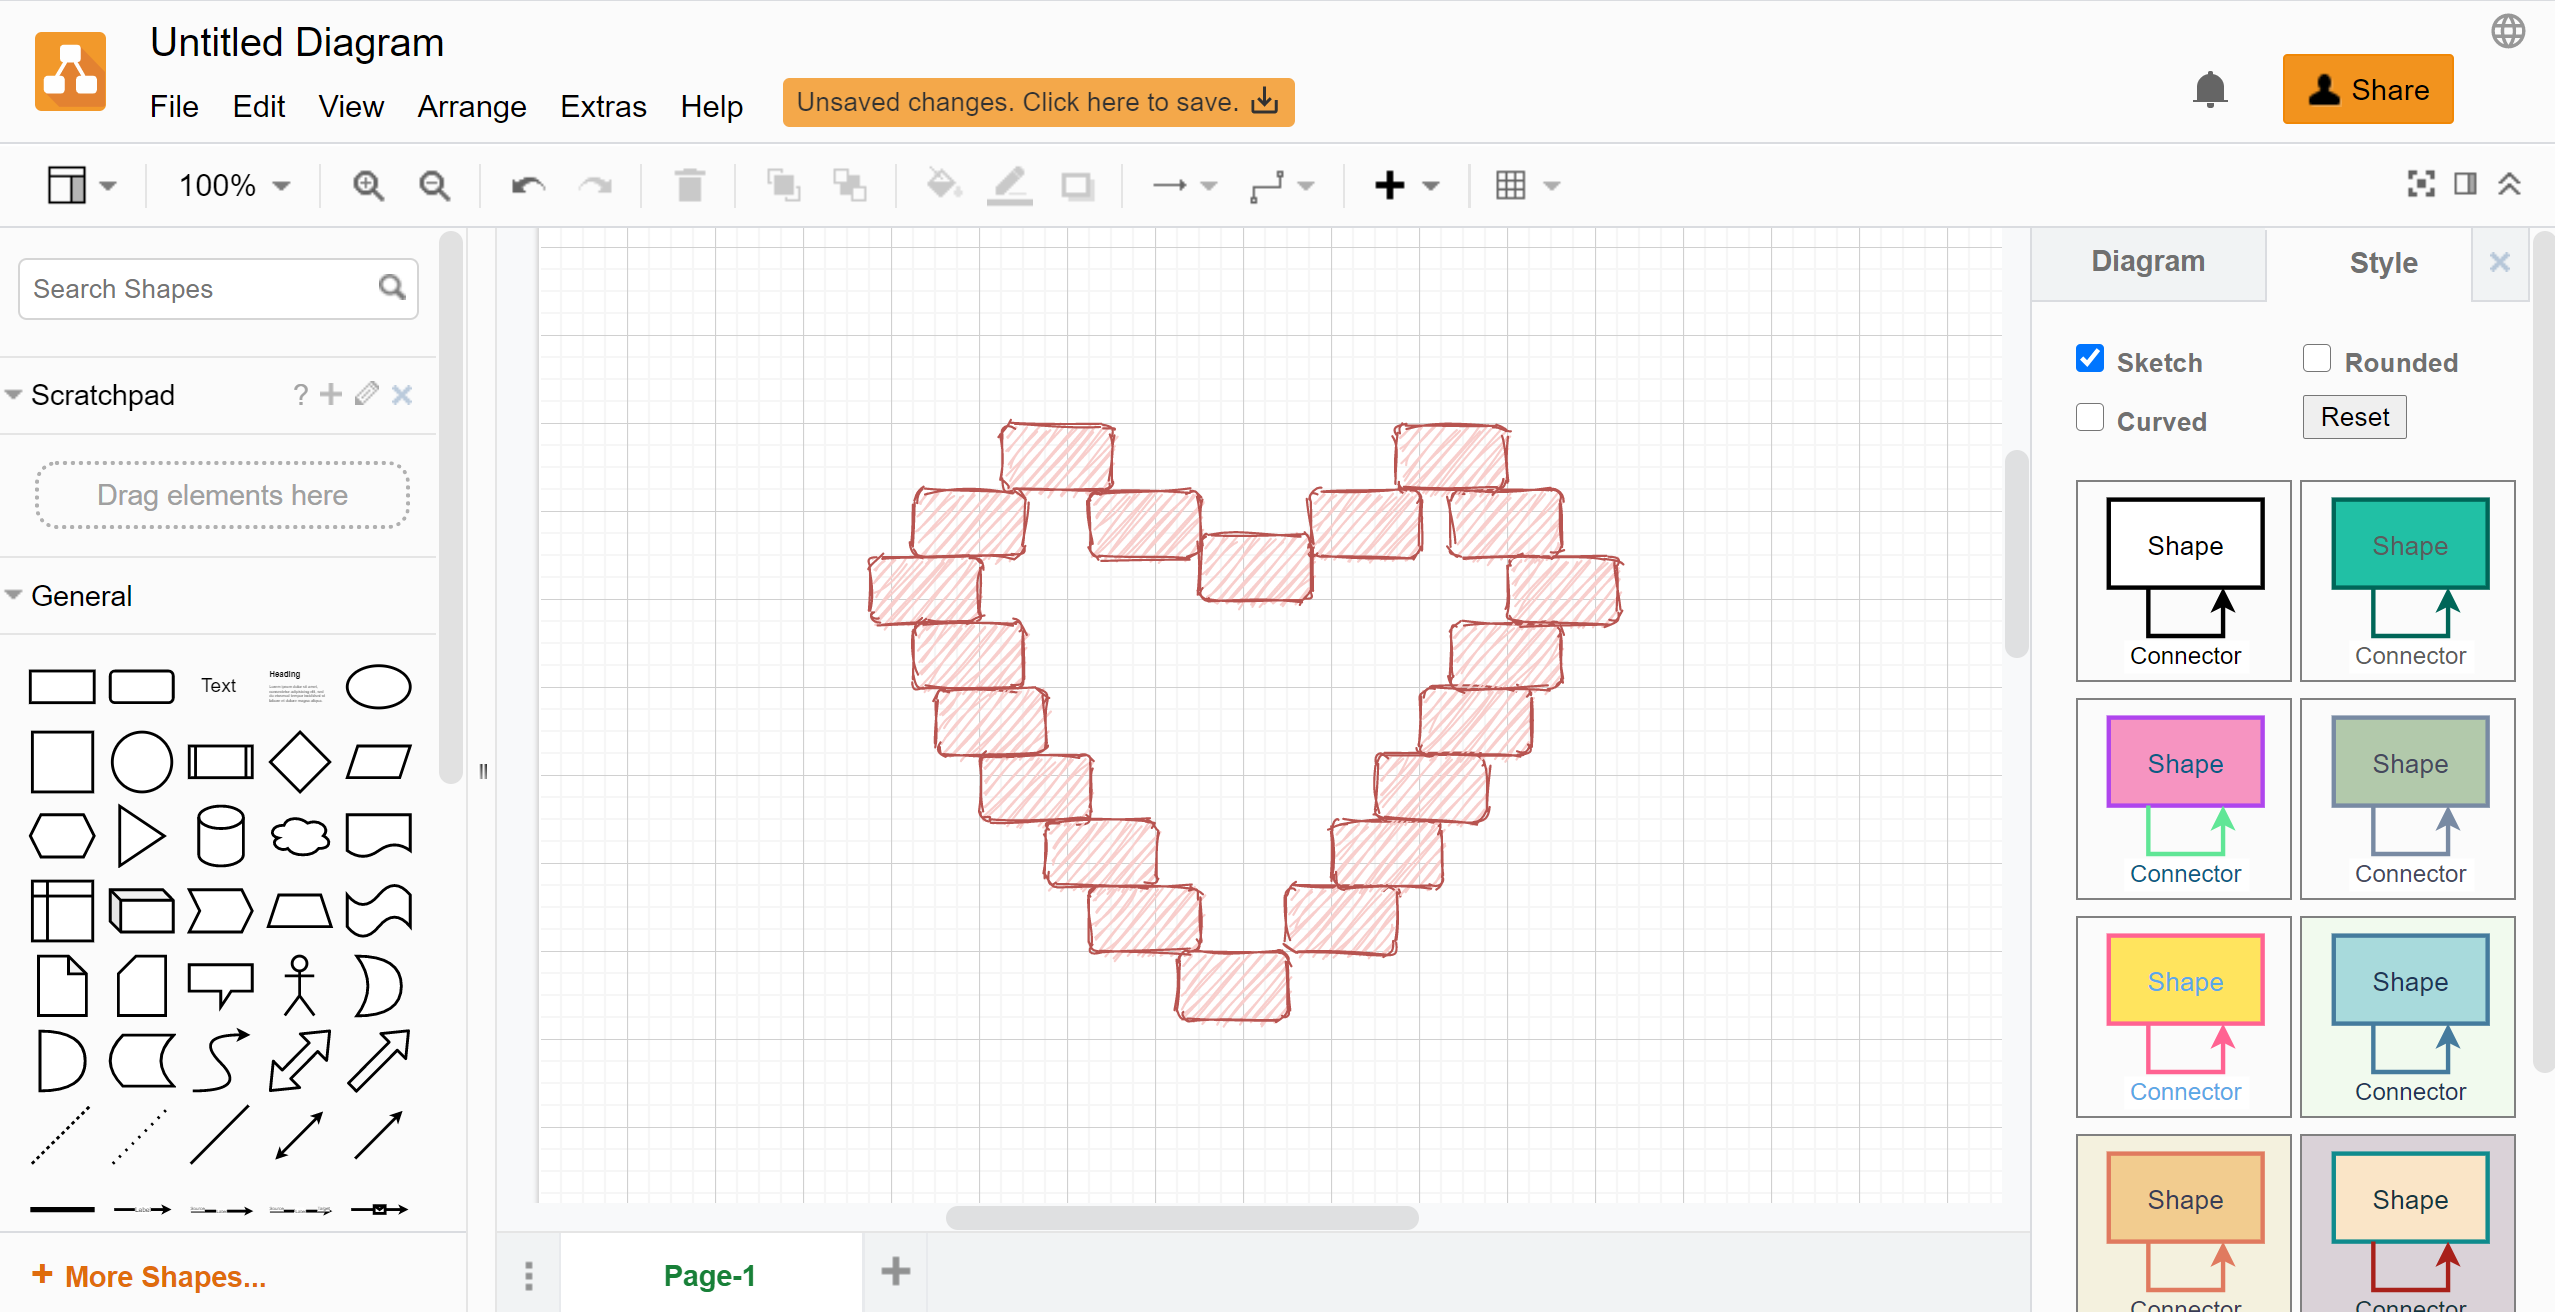 Untitled Diagram
File Edit View Arrange Extras Help Unsaved changes. Click here to save.
Share
100%
Search Shapes
Scratchpad ?
Drag elements here
General
Text Heading
More Shapes...
Page-1
Diagram Style
Sketch Rounded
Curved Reset
Shape Shape
Connector Connector
Shape Shape
Connector Connector
Shape Shape
Connector Connector
Shape Shape
Connector Connector